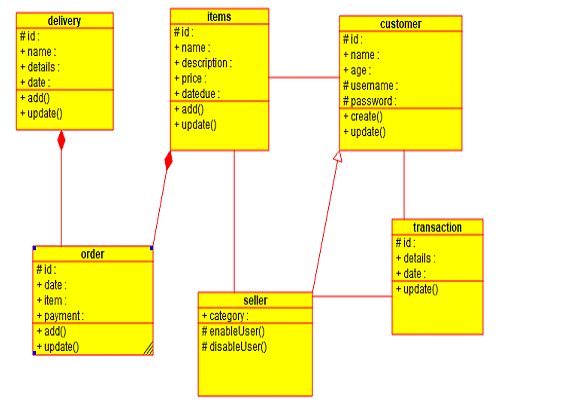 delivery
# id :
+ name :
+ details :
+ date :
+ add()
+ update()
items
# id :
+ name :
+ description :
+ price :
+ datedue :
+ add()
+ update()
customer
# id :
+ name :
+ age :
# username :
# password :
+ create()
+ update()
order
# id :
+ date :
+ item :
+ payment :
+ add()
+ update()
seller
+ category :
# enableUser()
# disableUser()
transaction
# id :
+ details :
+ date :
+ update()